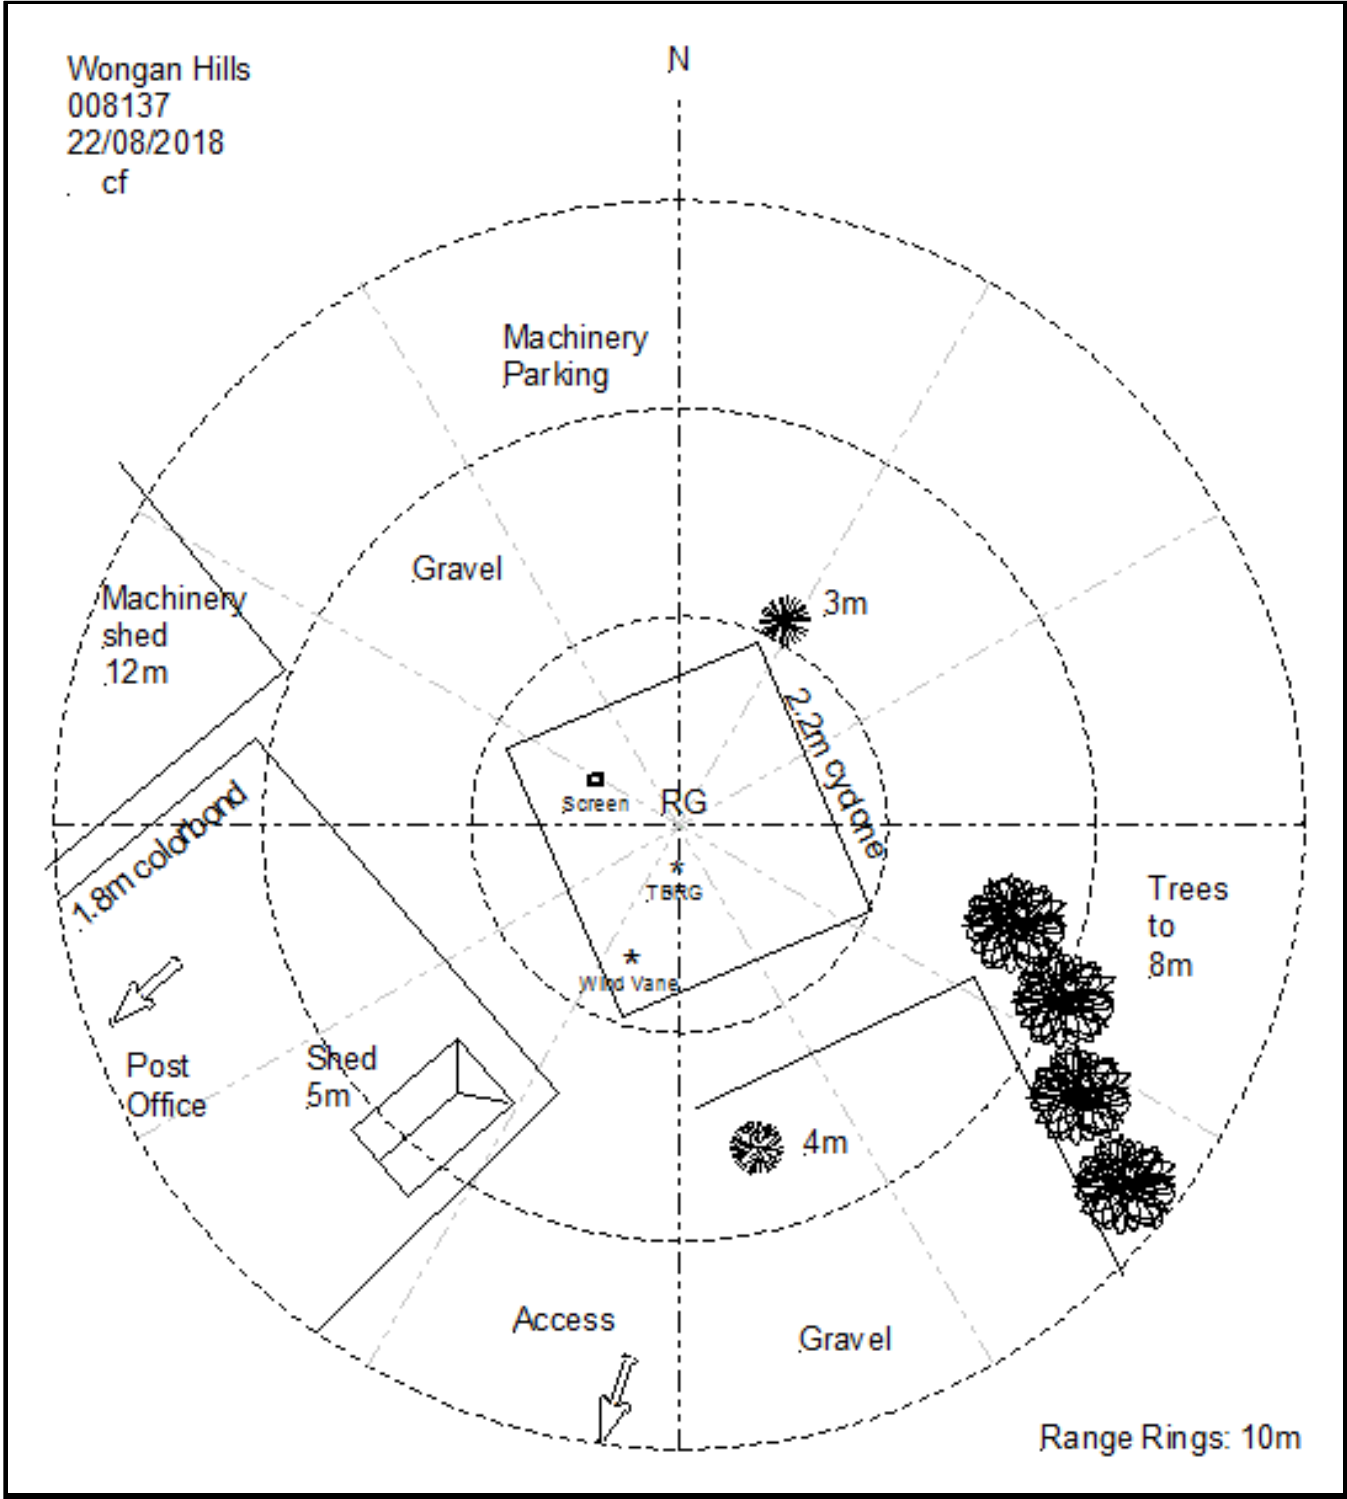 N
Wongan Hills
008137
22/08/2018
. cf
Machinery
Parking
Gravel
3m
Machinery
shed
12m
2.2m cyclone
Screen
RG
1.8m colorbond
TBRG
Trees
to
8m
Wind Vane
Post
Office
Shed
5m
4m
Access
Gravel
Range Rings: 10m